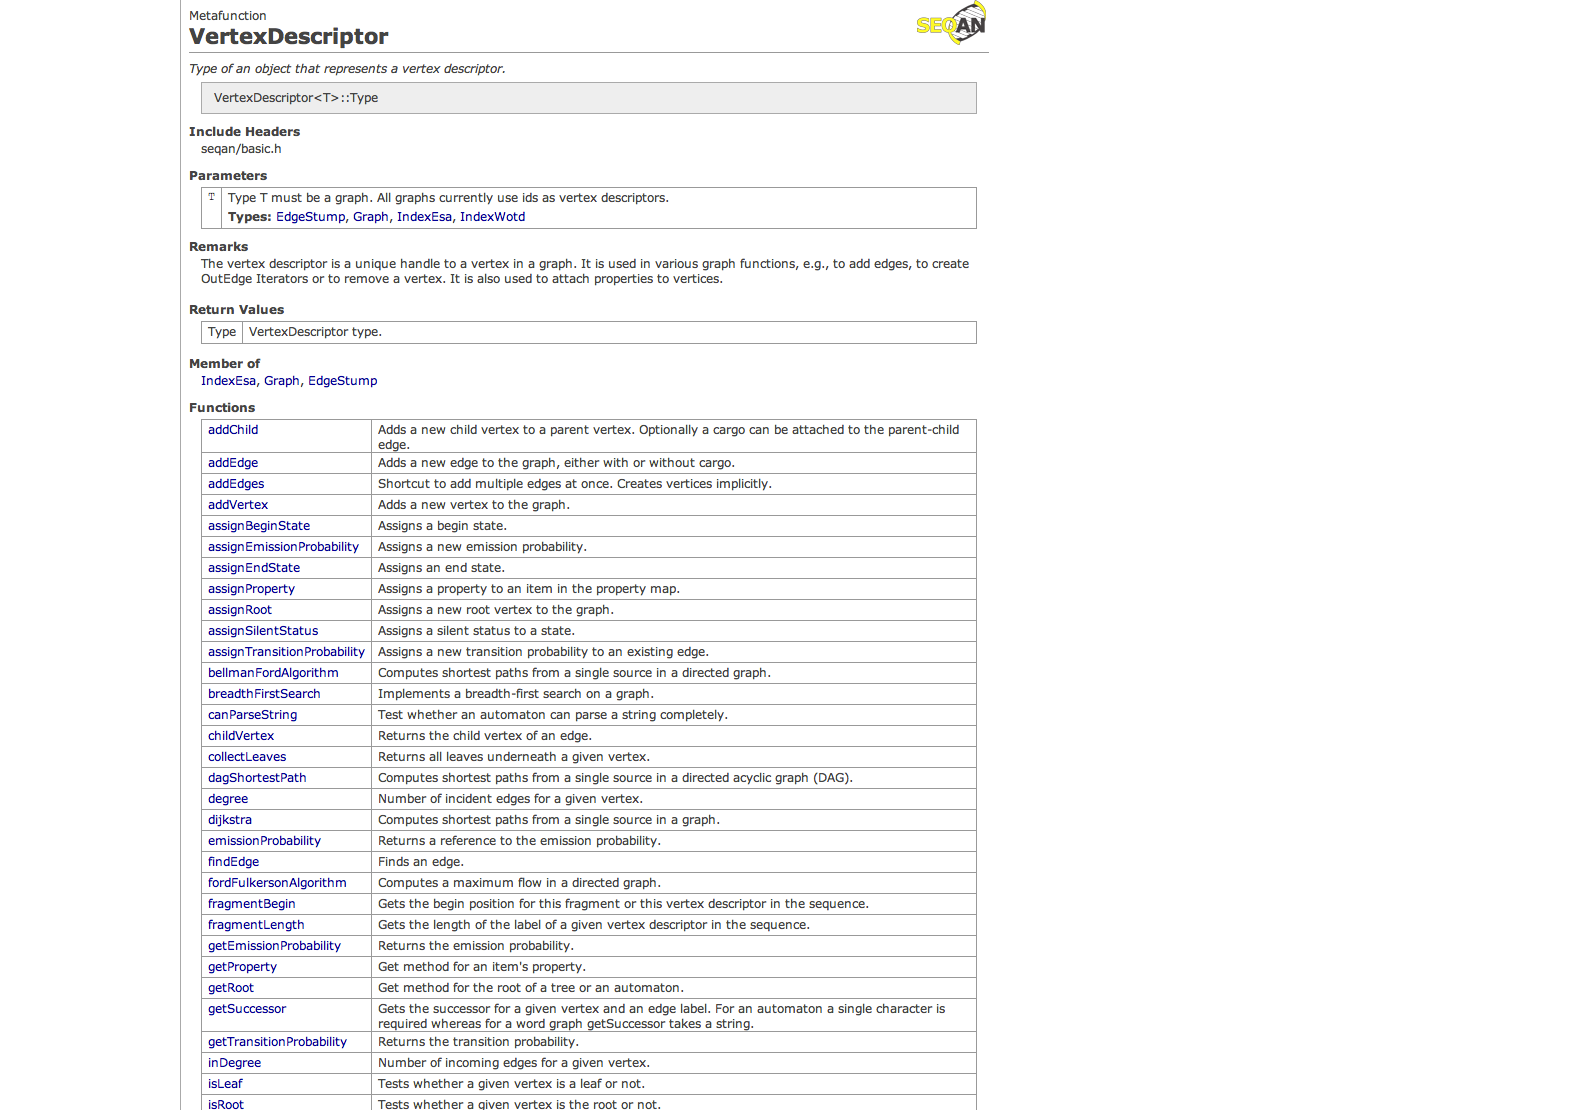 Metafunction
SEQAN
VertexDescriptor
Type of an object that represents a vertex descriptor.
VertexDescriptor<T>::Type
Include Headers
seqan/basic.h
Parameters
T Type T must be a graph. All graphs currently use ids as vertex descriptors.
Types: EdgeStump, Graph, IndexEsa, IndexWotd
Remarks
The vertex descriptor is a unique handle to a vertex in a graph. It is used in various graph functions, e.g., to add edges, to create
OutEdge Iterators or to remove a vertex. It is also used to attach properties to vertices.
Return Values
Type VertexDescriptor type.
Member of
IndexEsa, Graph, EdgeStump
Functions
addChild Adds a new child vertex to a parent vertex. Optionally a cargo can be attached to the parent-child
edge.
addEdge Adds a new edge to the graph, either with or without cargo.
addEdges Shortcut to add multiple edges at once. Creates vertices implicitly.
addVertex Adds a new vertex to the graph.
assignBeginState Assigns a begin state.
assignEmissionProbability Assigns a new emission probability.
assignEndState Assigns an end state.
assignProperty Assigns a property to an item in the property map.
assignRoot Assigns a new root vertex to the graph.
assignSilentStatus Assigns a silent status to a state.
assignTransitionProbability Assigns a new transition probability to an existing edge.
bellmanFordAlgorithm Computes shortest paths from a single source in a directed graph.
breadthFirstSearch Implements a breadth-first search on a graph.
canParseString Test whether an automaton can parse a string completely.
childVertex Returns the child vertex of an edge.
collectLeaves Returns all leaves underneath a given vertex.
dagShortestPath Computes shortest paths from a single source in a directed acyclic graph (DAG).
degree Number of incident edges for a given vertex.
dijkstra Computes shortest paths from a single source in a graph.
emissionProbability Returns a reference to the emission probability.
findEdge Finds an edge.
fordFulkersonAlgorithm Computes a maximum flow in a directed graph.
fragmentBegin Gets the begin position for this fragment or this vertex descriptor in the sequence.
fragmentLength Gets the length of the label of a given vertex descriptor in the sequence.
getEmissionProbability Returns the emission probability.
getProperty Get method for an item's property.
getRoot Get method for the root of a tree or an automaton.
getSuccessor Gets the successor for a given vertex and an edge label. For an automaton a single character is
required whereas for a word graph getSuccessor takes a string.
getTransitionProbability Returns the transition probability.
inDegree Number of incoming edges for a given vertex.
isLeaf Tests whether a given vertex is a leaf or not.
isRoot Tests whether a given vertex is the root or not.